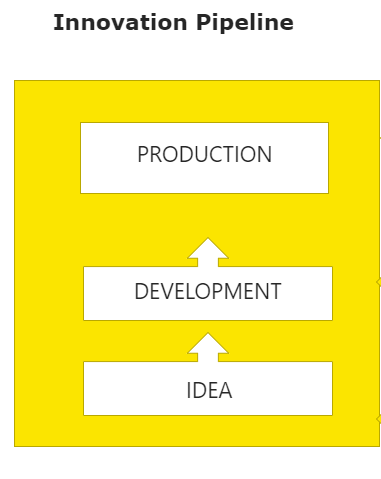 Innovation Pipeline
PRODUCTION
DEVELOPMENT
IDEA